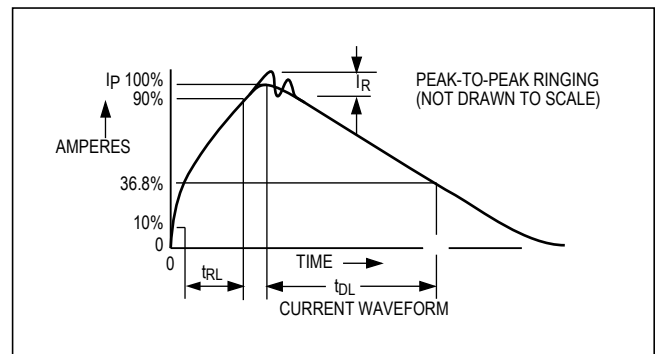 IP 100%
90%
AMPERES
36.8%
10%
0
0
tRL
TIME
tDL
CURRENT WAVEFORM
IR
PEAK-TO-PEAK RINGING
(NOT DRAWN TO SCALE)